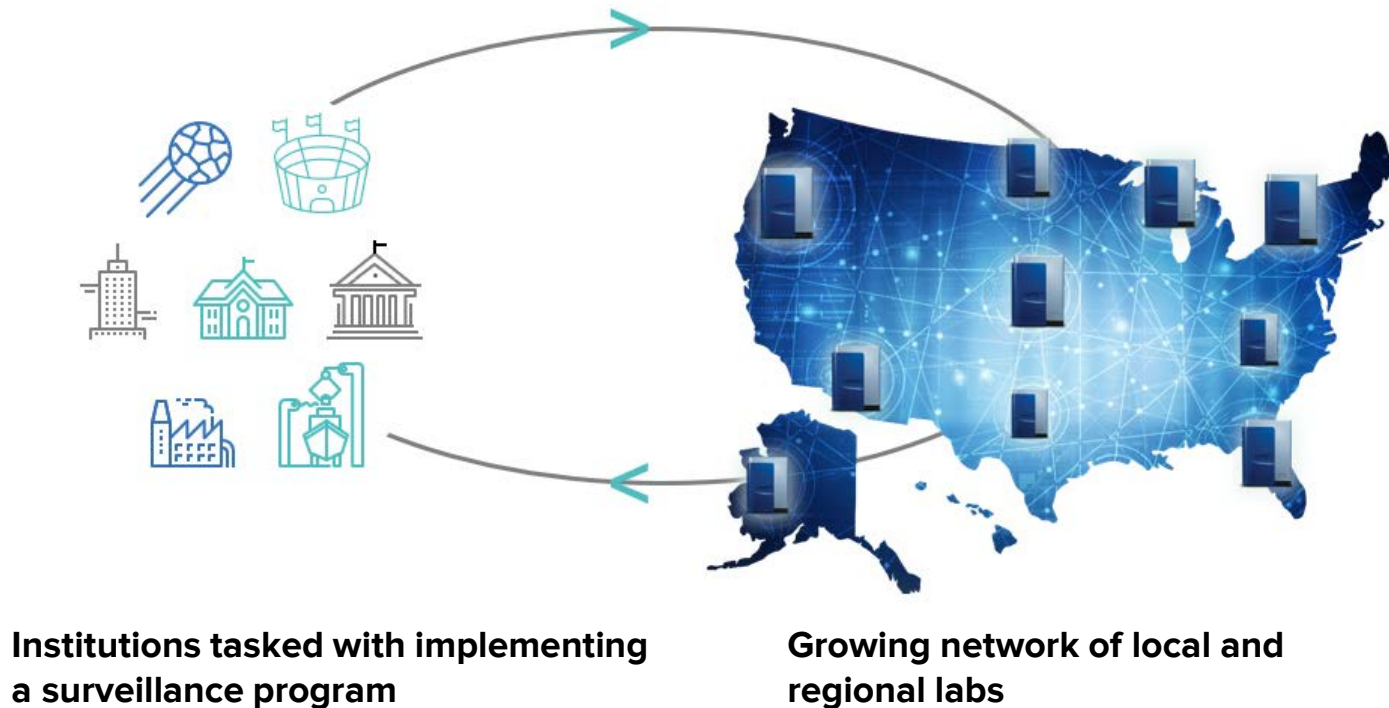 Institutions tasked with implementing
a surveillance program
Growing network of local and
regional labs